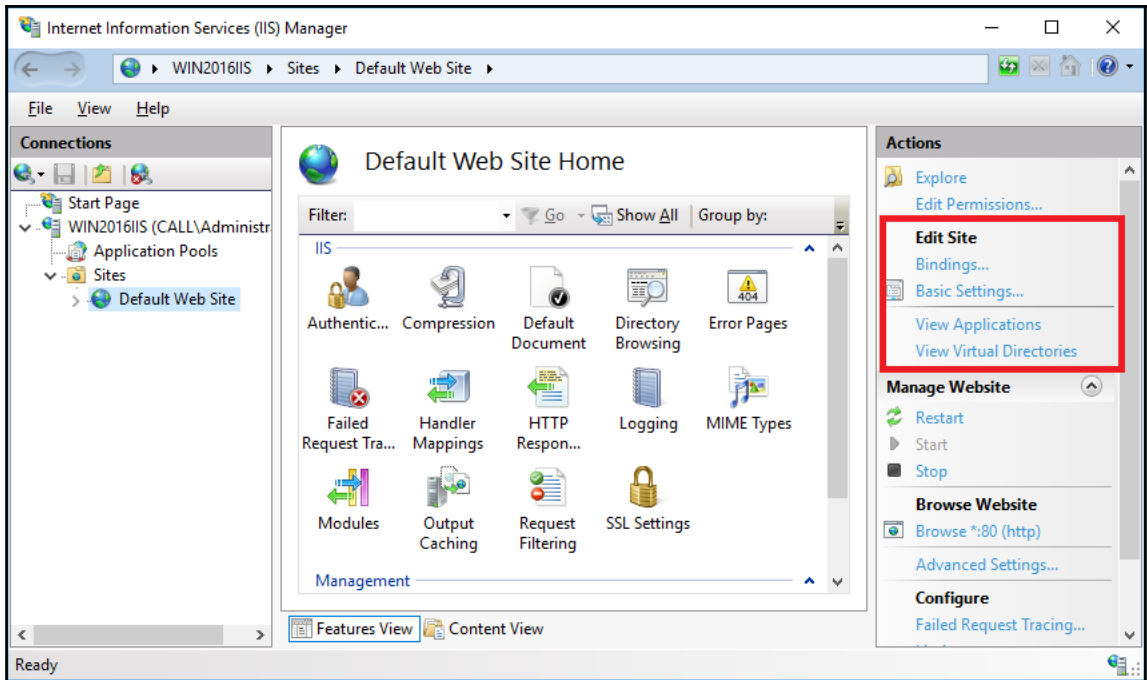 Internet Information Services (IIS) Manager
WIN2016IIS Sites Default Web Site
File View Help
Connections
Start Page
WIN2016IIS (CALL\Administr
Application Pools
Sites
Default Web Site
Default Web Site Home
Filter: Go Show All Group by:
IIS
Authentic... Compression Default Document Directory Browsing Error Pages
404
Failed Request Tra... Handler Mappings HTTP Respon... Logging MIME Types
Modules Output Caching Request Filtering SSL Settings
Management
Features View Content View
Actions
Explore
Edit Permissions...
Edit Site
Bindings...
Basic Settings...
View Applications
View Virtual Directories
Manage Website
Restart
Start
Stop
Browse Website
Browse *:80 (http)
Advanced Settings...
Configure
Failed Request Tracing...
Ready